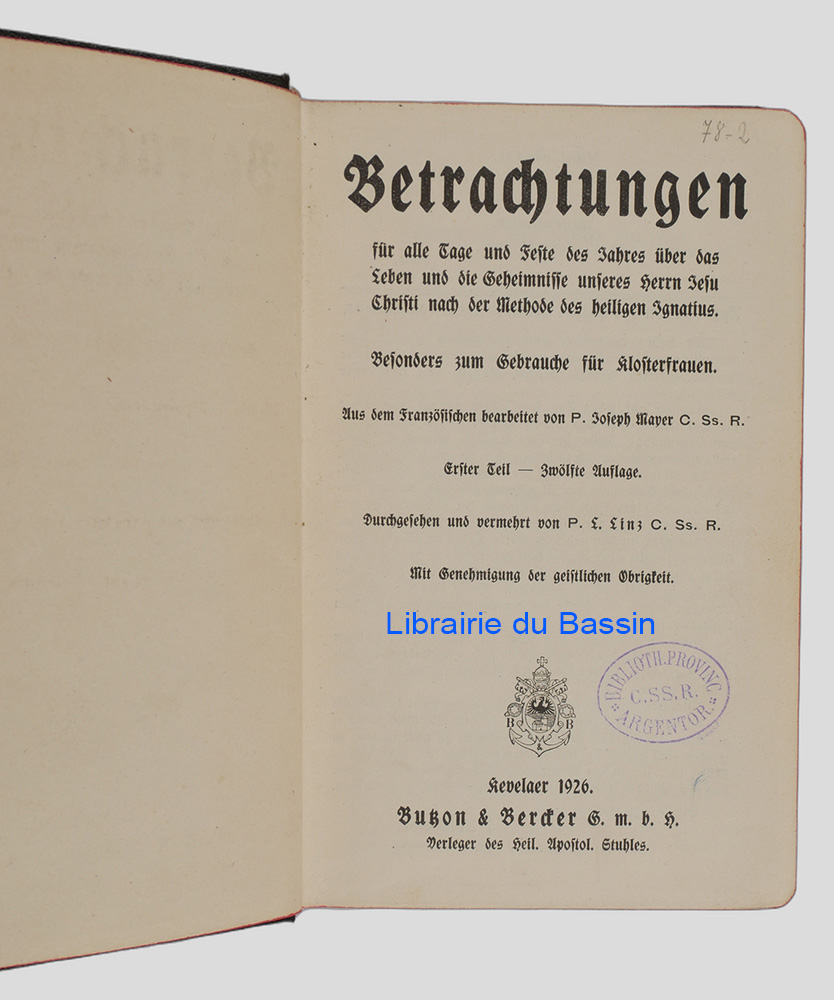 78-2
Betrachtungen
für alle Tage und Feste des Jahres über das
Leben und die Geheimnisse unseres Herrn Jesu
Christi nach der Methode des heiligen Ignatius.
Besonders zum Gebrauche für Klosterfrauen.
Aus dem Französischen bearbeitet von P. Joseph Mayer C. Ss. R.
Erster Teil — Zwölfte Auflage.
Durchgesehen und vermehrt von P. L. Linz C. Ss. R.
Mit Genehmigung der geistlichen Obrigkeit.
Librairie du Bassin
BIBLIOTH. PROVINC.
C.SS.R.
ARGENTOR.
B B
&
Kevelaer 1926.
Butzon & Bercker G. m. b. H.
Verleger des Heil. Apostol. Stuhles.